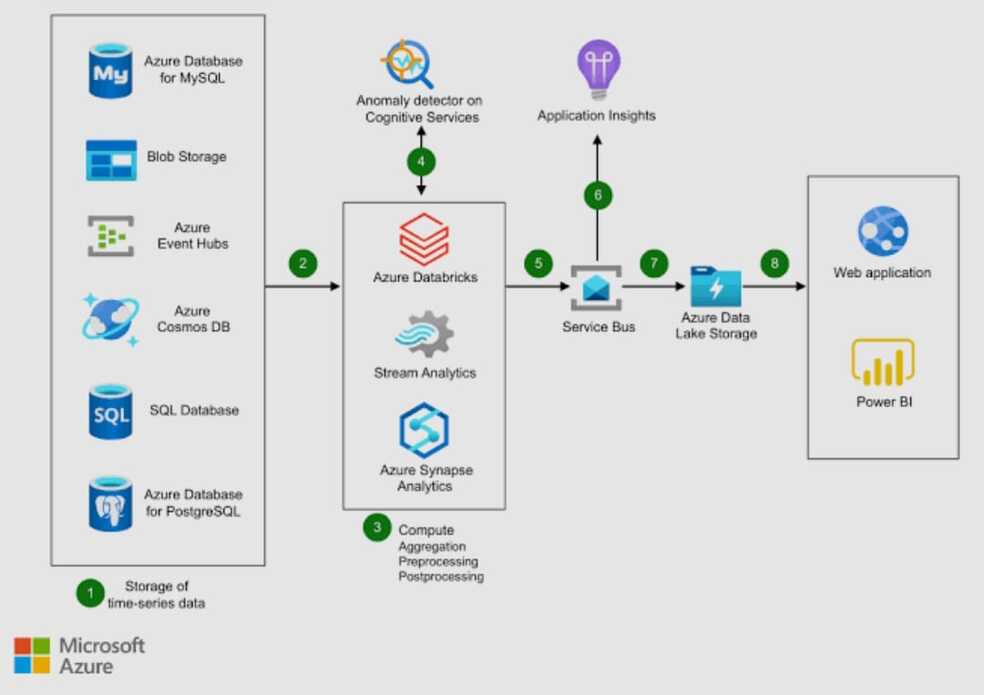 Azure Database
for MySQL
My
Blob Storage
Azure
Event Hubs
Azure
Cosmos DB
SQL
SQL Database
Azure Database
for PostgreSQL
1
Storage of
time-series data
2
Anomaly detector on
Cognitive Services
4
Azure Databricks
Stream Analytics
Azure Synapse
Analytics
3
Compute
Aggregation
Preprocessing
Postprocessing
5
Application Insights
6
Service Bus
7
Azure Data
Lake Storage
8
Web application
Power BI
Microsoft
Azure